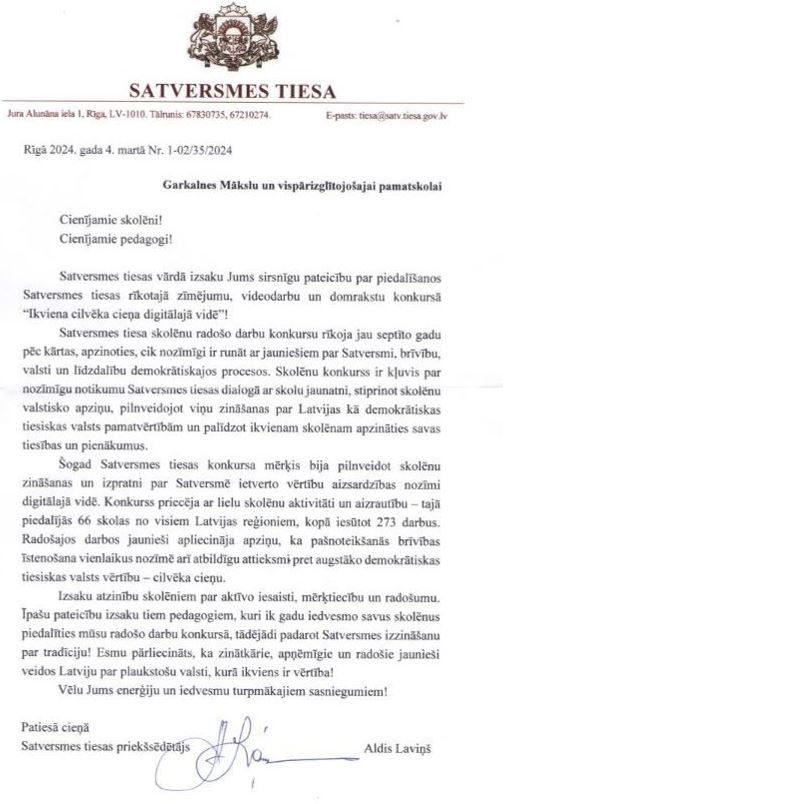 SATVERSMES TIESA
Jura Alunāna iela 1, Rīga, LV-1010. Tālrunis: 67830735, 67210274. E-pasts: tiesa@satv.tiesa.gov.lv
Rīgā 2024. gada 4. martā Nr. 1-02/35/2024
Garkalnes Mākslu un vispārizglītojošajai pamatskolai
Cienījamie skolēni!
Cienījamie pedagogi!
Satversmes tiesas vārdā izsaku Jums sirsnīgu pateicību par piedalīšanos
Satversmes tiesas rīkotajā zīmējumu, videodarbu un domrakstu konkursā
“Ikviena cilvēka cieņa digitālajā vidē”!
Satversmes tiesa skolēnu radošo darbu konkursu rīkoja jau septīto gadu
pēc kārtas, apzinoties, cik nozīmīgi ir runāt ar jauniešiem par Satversmi, brīvību,
valsti un līdzdalību demokrātiskajos procesos. Skolēnu konkurss ir kļuvis par
nozīmīgu notikumu Satversmes tiesas dialogā ar skolu jaunatni, stiprinot skolēnu
valstisko apziņu, pilnveidojot viņu zināšanas par Latvijas kā demokrātiskas
tiesiskas valsts pamatvērtībām un palīdzot ikvienam skolēnam apzināties savas
tiesības un pienākumus.
Šogad Satversmes tiesas konkursa mērķis bija pilnveidot skolēnu
zināšanas un izpratni par Satversmē ietverto vērtību aizsardzības nozīmi
digitālajā vidē. Konkurss priecēja ar lielu skolēnu aktivitāti un aizrautību – tajā
piedalījās 66 skolas no visiem Latvijas reģioniem, kopā iesūtot 273 darbus.
Radošajos darbos jaunieši apliecināja apziņu, ka pašnoteikšanās brīvības
īstenošana vienlaikus nozīmē arī atbildīgu attieksmi pret augstāko demokrātiskas
tiesiskas valsts vērtību – cilvēka cieņu.
Izsaku atzinību skolēniem par aktīvo iesaisti, mērķtiecību un radošumu.
Īpašu pateicību izsaku tiem pedagogiem, kuri ik gadu iedvesmo savus skolēnus
piedalīties mūsu radošo darbu konkursā, tādējādi padarot Satversmes izzināšanu
par tradīciju! Esmu pārliecināts, ka zinātkārie, apņēmīgie un radošie jaunieši
veidos Latviju par plaukstošu valsti, kurā ikviens ir vērtība!
Vēlu Jums enerģiju un iedvesmu turpmākajiem sasniegumiem!
Patiesā cieņā
Satversmes tiesas priekšsēdētājs Aldis Laviņš